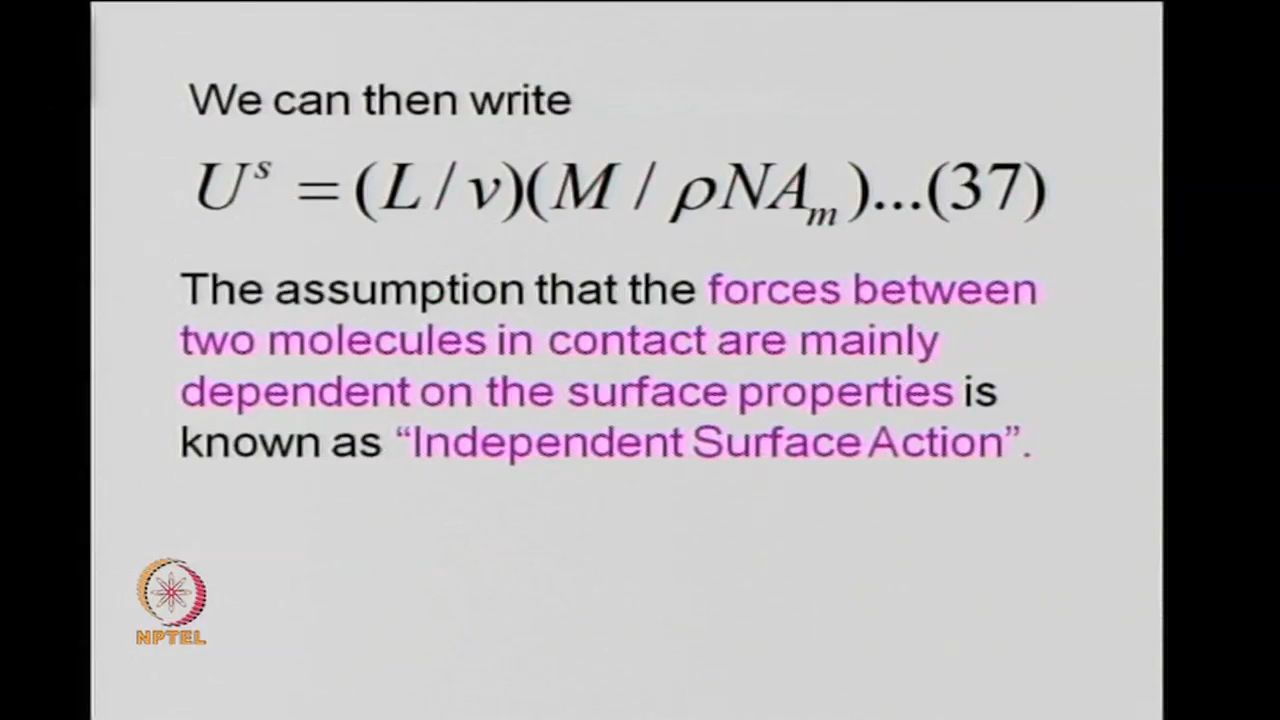 We can then write
U^s = (L / v)(M / ρNA_m)...(37)
The assumption that the forces between
two molecules in contact are mainly
dependent on the surface properties is
known as “Independent Surface Action”.
NPTEL